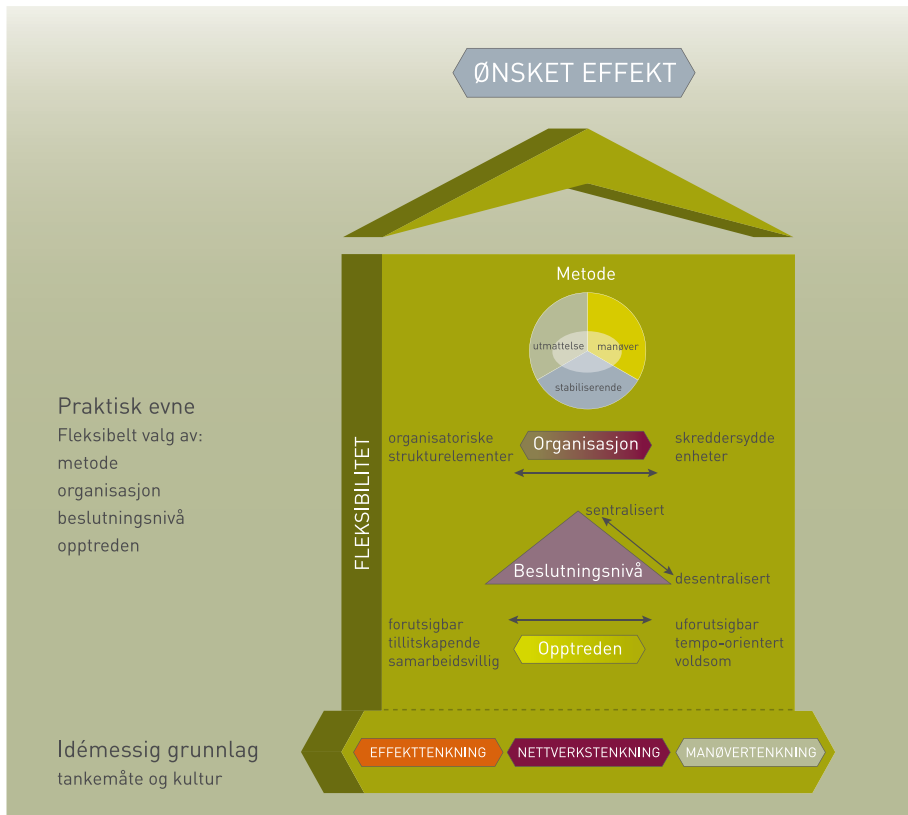 ØNSKET EFFEKT
Metode
utmattelse
manøver
stabiliserende
Praktisk evne
Fleksibelt valg av:
metode
organisasjon
beslutningsnivå
opptreden
FLEKSIBILITET
organisatoriske
strukturelementer
Organisasjon
skreddersydde
enheter
sentralisert
Beslutningsnivå
desentralisert
forutsigbar
tillitskapende
samarbeidsvillig
Opptreden
uforutsigbar
tempo-orientert
voldsom
Idémessig grunnlag
tankemåte og kultur
EFFEKTTENKNING
NETTVERKSTENKNING
MANØVERTENKNING